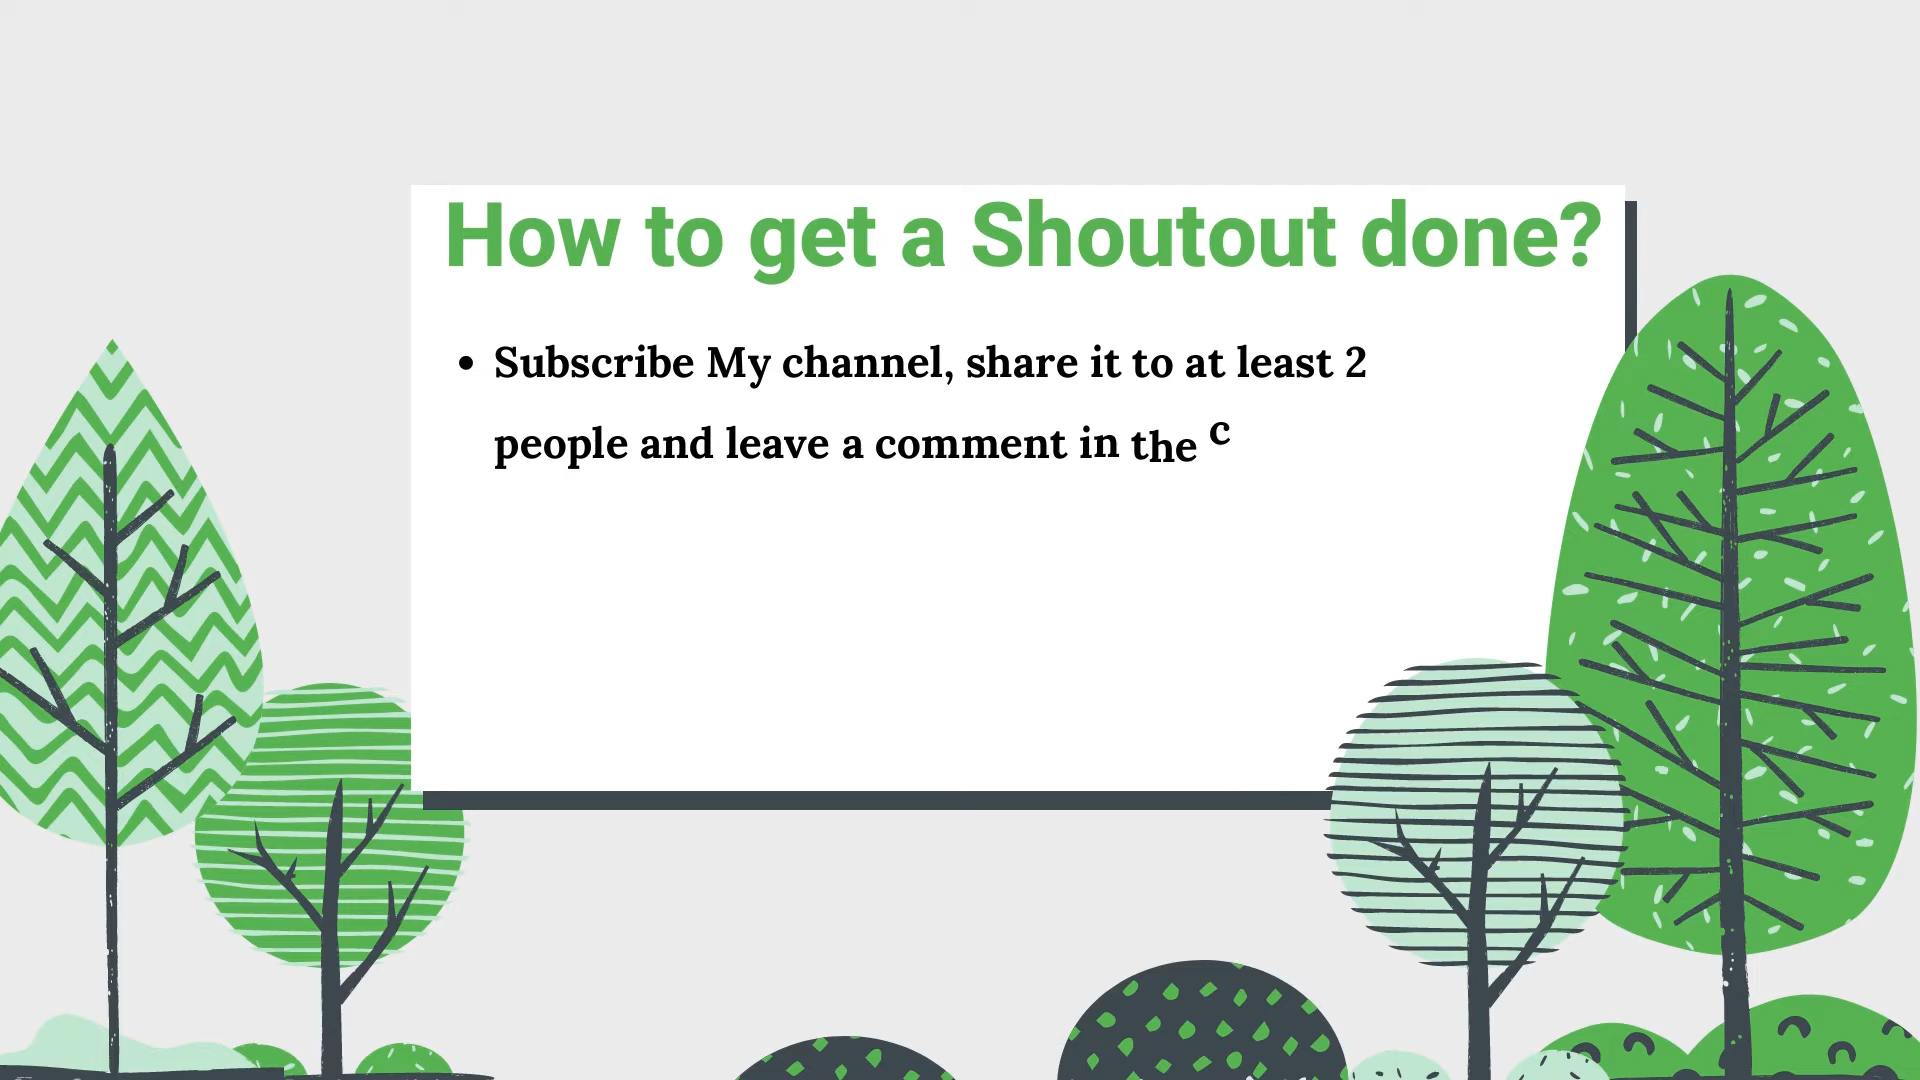 How to get a Shoutout done?
• Subscribe My channel, share it to at least 2
people and leave a comment in the c